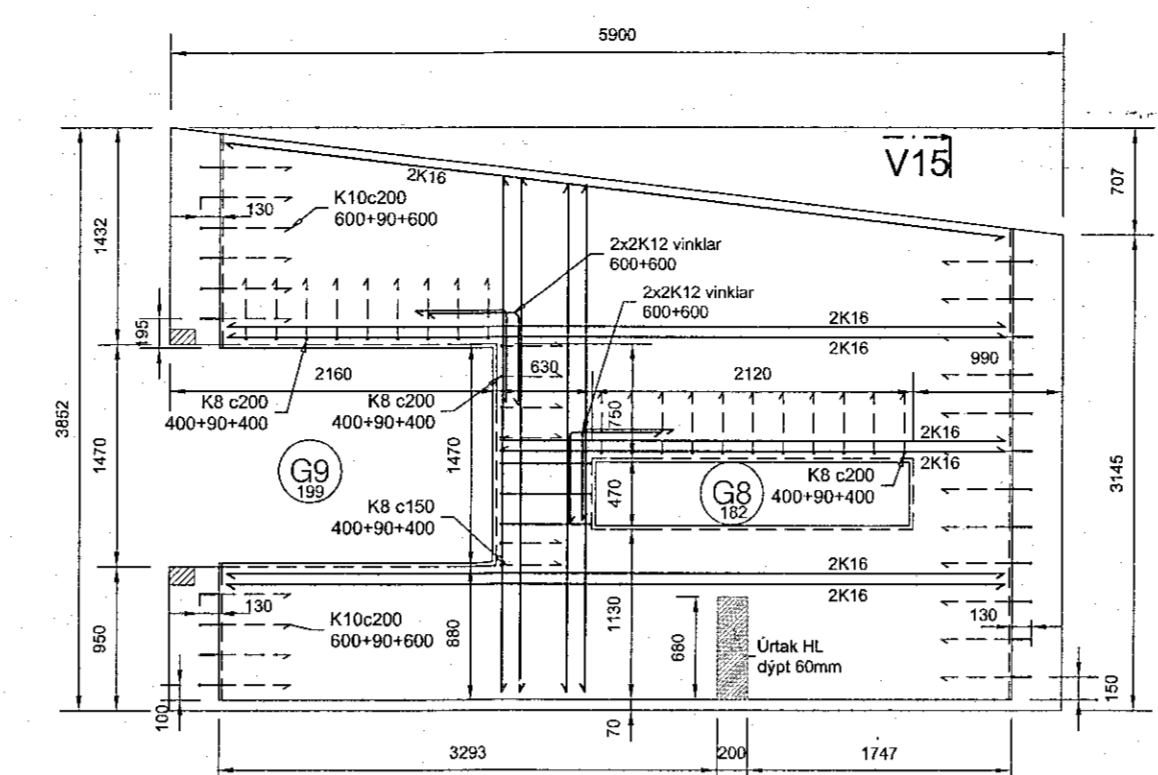 5900
V15
707
2K16
K10c200
600+90+600
130
1432
2x2K12 vinklar
600+600
2x2K12 vinklar
600+600
195
2K16
2K16
990
2160
630
2120
K8 c200
400+90+400
K8 c200
400+90+400
750
3852
1470
G9
199
1470
2K16
2K16
470
G8
182
K8 c200
400+90+400
3145
K8 c150
400+90+400
2K16
2K16
130
K10c200
600+90+600
950
880
1130
680
Úrtak HL
dýpt 60mm
130
150
100
70
3293
200
1747